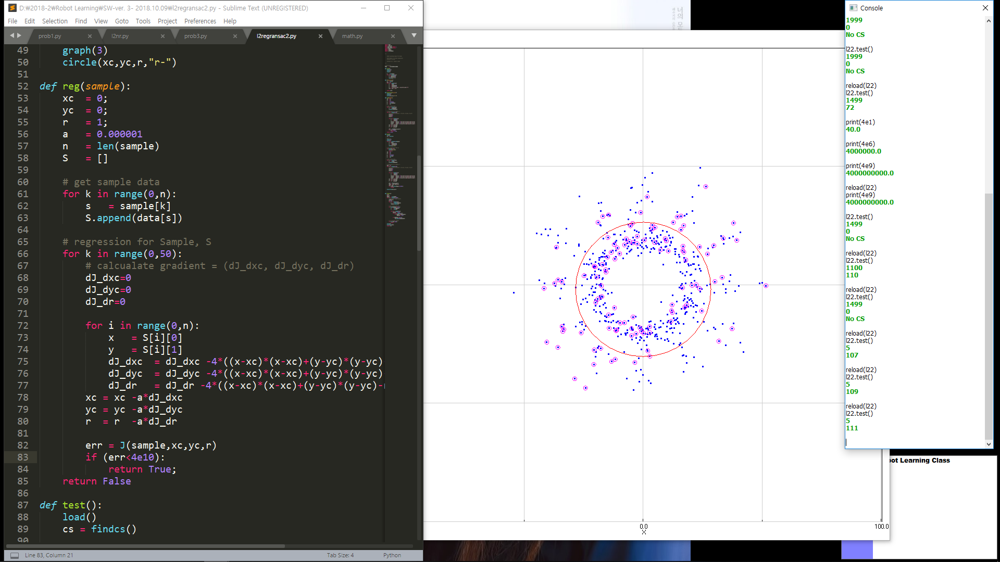 D:\2018-2\Robot Learning\SW-ver. 3- 2018.10.09\l2regransac2.py - Sublime Text (UNREGISTERED)
File Edit Selection Find View Goto Tools Project Preferences Help
prob1.py l2nr.py prob3.py l2regransac2.py math.py
49 graph(3)
50 circle(xc,yc,r,"r-")
51
52 def reg(sample):
53 xc = 0;
54 yc = 0;
55 r = 1;
56 a = 0.000001
57 n = len(sample)
58 S = []
59
60 # get sample data
61 for k in range(0,n):
62 s = sample[k]
63 S.append(data[s])
64
65 # regression for Sample, S
66 for k in range(0,50):
67 # calcualate gradient = (dJ_dxc, dJ_dyc, dJ_dr)
68 dJ_dxc=0
69 dJ_dyc=0
70 dJ_dr=0
71
72 for i in range(0,n):
73 x = S[i][0]
74 y = S[i][1]
75 dJ_dxc = dJ_dxc -4*((x-xc)*(x-xc)+(y-yc)*(y-yc)
76 dJ_dyc = dJ_dyc -4*((x-xc)*(x-xc)+(y-yc)*(y-yc)
77 dJ_dr = dJ_dr -4*((x-xc)*(x-xc)+(y-yc)*(y-yc)-
78 xc = xc -a*dJ_dxc
79 yc = yc -a*dJ_dyc
80 r = r -a*dJ_dr
81
82 err = J(sample,xc,yc,r)
83 if (err<4e10):
84 return True;
85 return False
86
87 def test():
88 load()
89 cs = findcs()
90
Line 83, Column 21 Tab Size: 4 Python
0.0 100.0
X
Console
1999
0
No CS
l22.test()
1999
0
No CS
reload(l22)
l22.test()
1499
72
print(4e1)
40.0
print(4e6)
4000000.0
print(4e9)
4000000000.0
reload(l22)
print(4e9)
4000000000.0
l22.test()
1499
0
No CS
reload(l22)
l22.test()
1100
110
reload(l22)
l22.test()
1499
0
No CS
reload(l22)
l22.test()
5
107
reload(l22)
l22.test()
5
109
reload(l22)
l22.test()
5
111
bot Learning Class